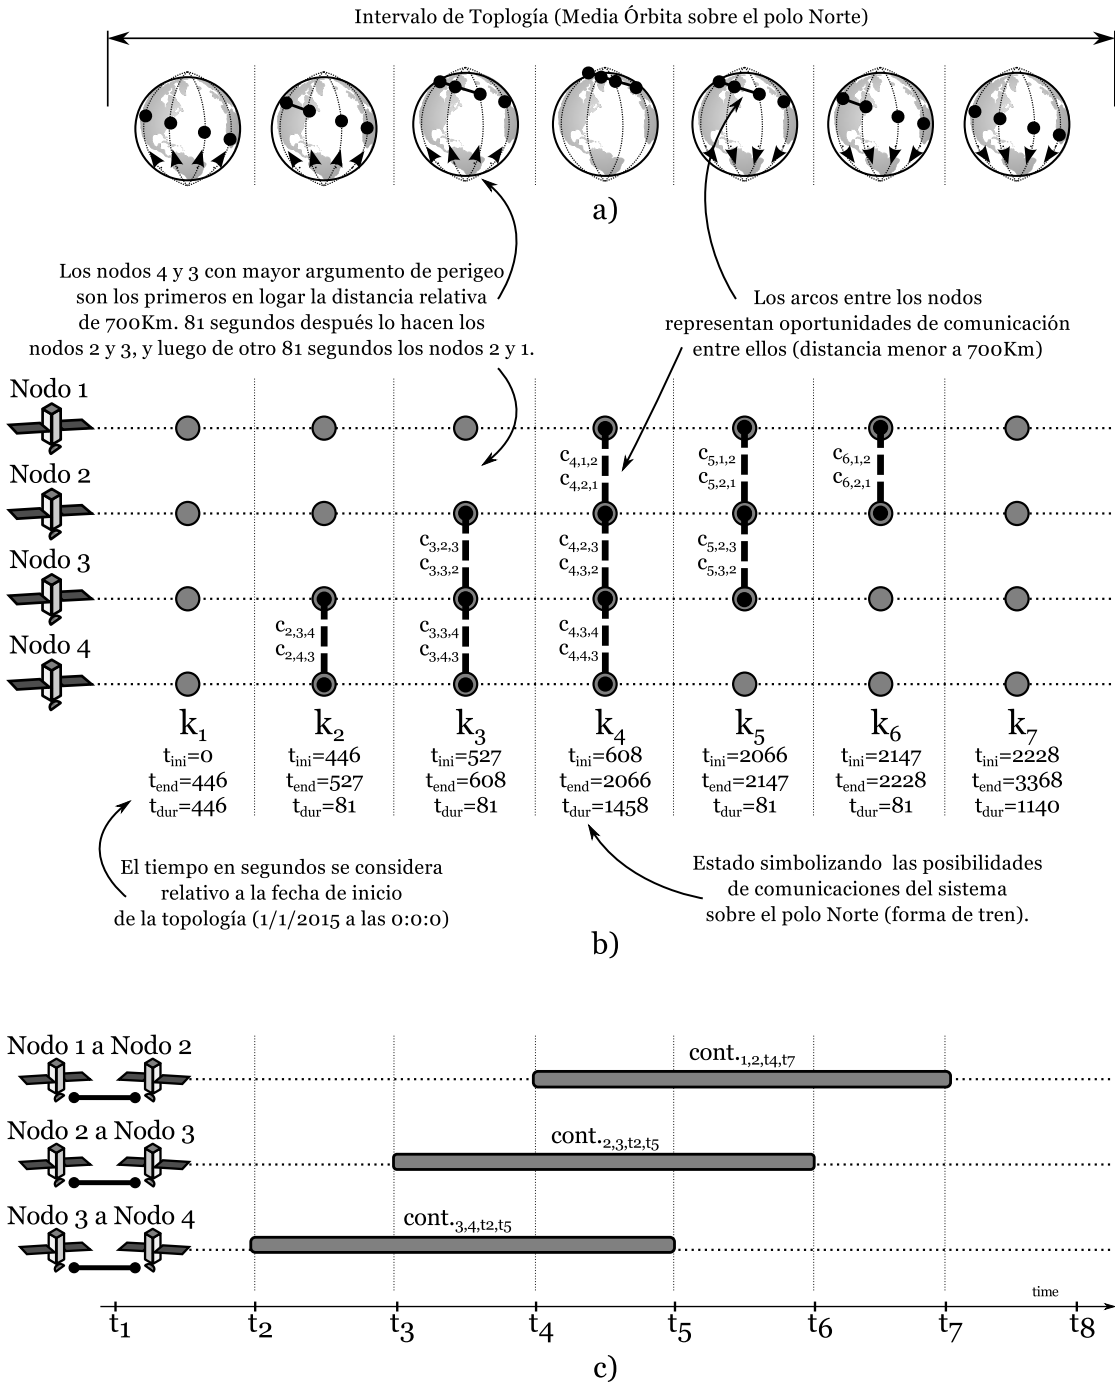 Intervalo de Toplogía (Media Órbita sobre el polo Norte)
a)
Los nodos 4 y 3 con mayor argumento de perigeo
son los primeros en logar la distancia relativa
de 700Km. 81 segundos después lo hacen los
nodos 2 y 3, y luego de otro 81 segundos los nodos 2 y 1.
Los arcos entre los nodos
representan oportunidades de comunicación
entre ellos (distancia menor a 700Km)
Nodo 1
c4,1,2
c4,2,1
c5,1,2
c5,2,1
c6,1,2
c6,2,1
Nodo 2
c3,2,3
c3,3,2
c4,2,3
c4,3,2
c5,2,3
c5,3,2
Nodo 3
c2,3,4
c2,4,3
c3,3,4
c3,4,3
c4,3,4
c4,4,3
Nodo 4
k1
tini=0
tend=446
tdur=446
k2
tini=446
tend=527
tdur=81
k3
tini=527
tend=608
tdur=81
k4
tini=608
tend=2066
tdur=1458
k5
tini=2066
tend=2147
tdur=81
k6
tini=2147
tend=2228
tdur=81
k7
tini=2228
tend=3368
tdur=1140
El tiempo en segundos se considera
relativo a la fecha de inicio
de la topología (1/1/2015 a las 0:0:0)
Estado simbolizando las posibilidades
de comunicaciones del sistema
sobre el polo Norte (forma de tren).
b)
Nodo 1 a Nodo 2
cont.1,2,t4,t7
Nodo 2 a Nodo 3
cont.2,3,t2,t5
Nodo 3 a Nodo 4
cont.3,4,t2,t5
time
t1 t2 t3 t4 t5 t6 t7 t8
c)